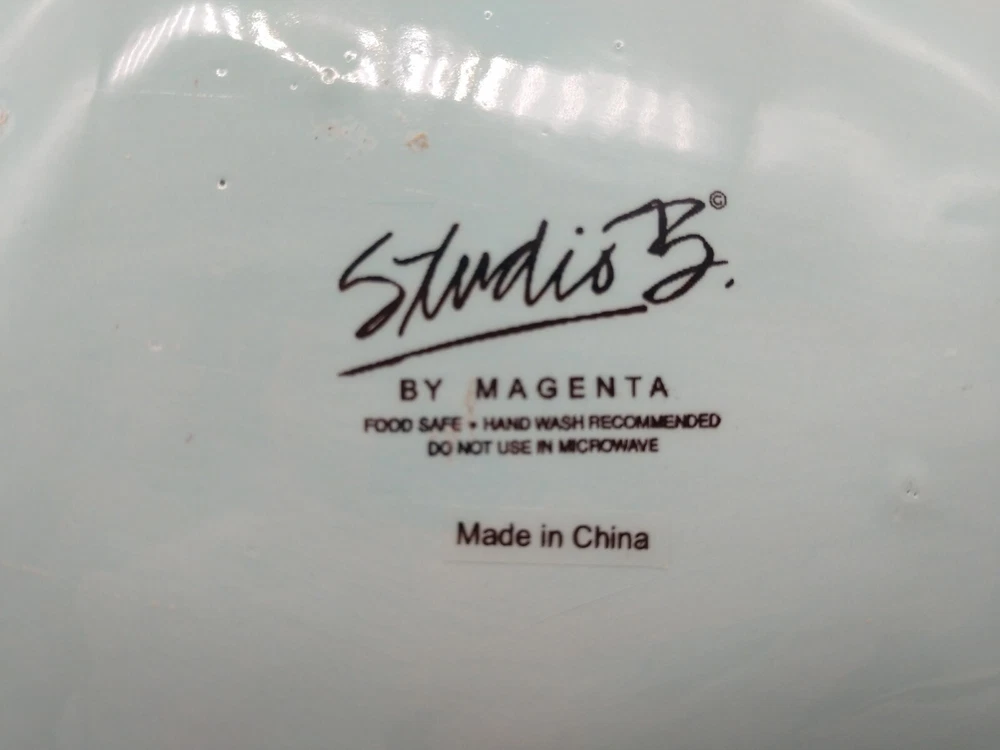 Studio B.©
BY MAGENTA
FOOD SAFE • HAND WASH RECOMMENDED
DO NOT USE IN MICROWAVE
Made in China